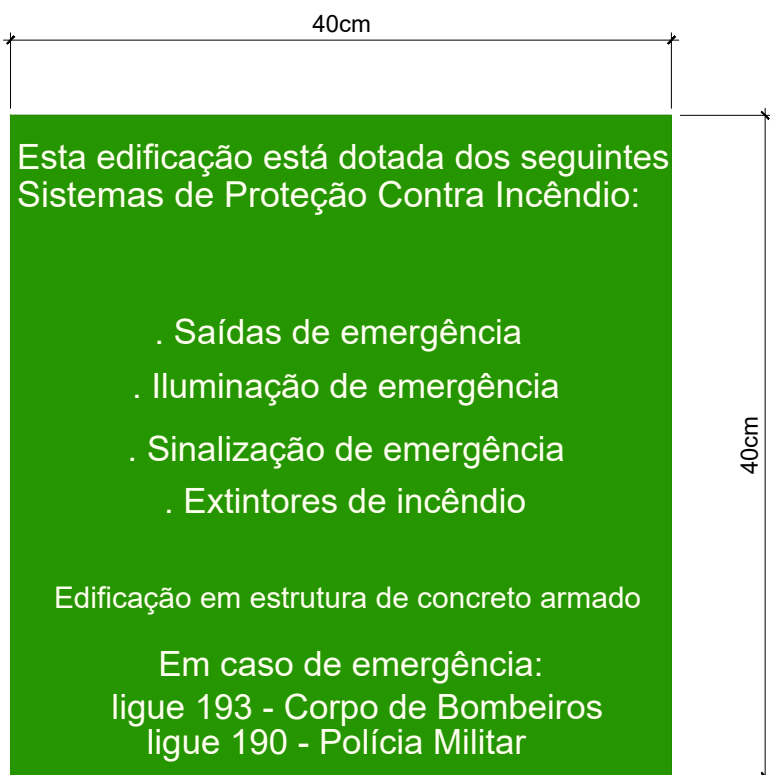 40cm
Esta edificação está dotada dos seguintes
Sistemas de Proteção Contra Incêndio:
. Saídas de emergência
. Iluminação de emergência
40cm
. Sinalização de emergência
. Extintores de incêndio
Edificação em estrutura de concreto armado
Em caso de emergência:
ligue 193 - Corpo de Bombeiros
ligue 190 - Polícia Militar